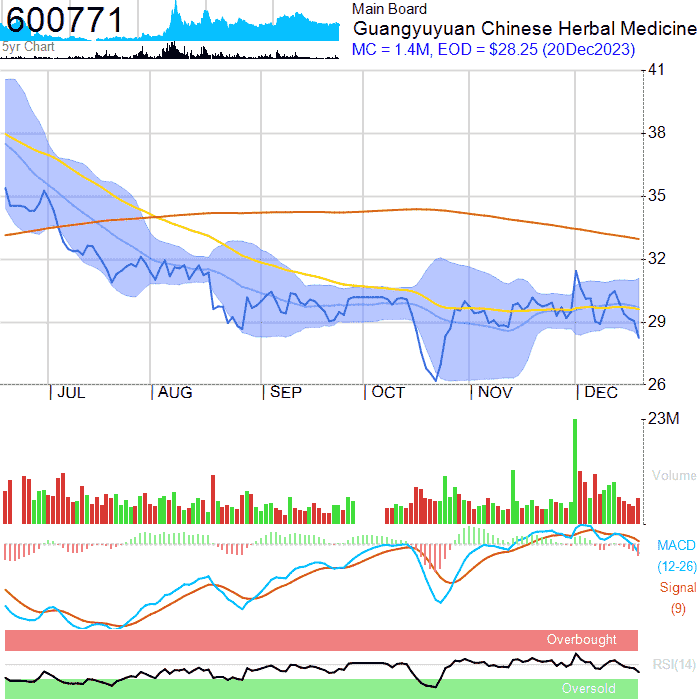 600771
5yr Chart
Main Board
Guangyuyuan Chinese Herbal Medicine
MC = 1.4M, EOD = $28.25 (20Dec2023)
41
38
35
32
29
26
JUL AUG SEP OCT NOV DEC
23M
Volume
MACD
(12-26)
Signal
(9)
Overbought
RSI(14)
Oversold